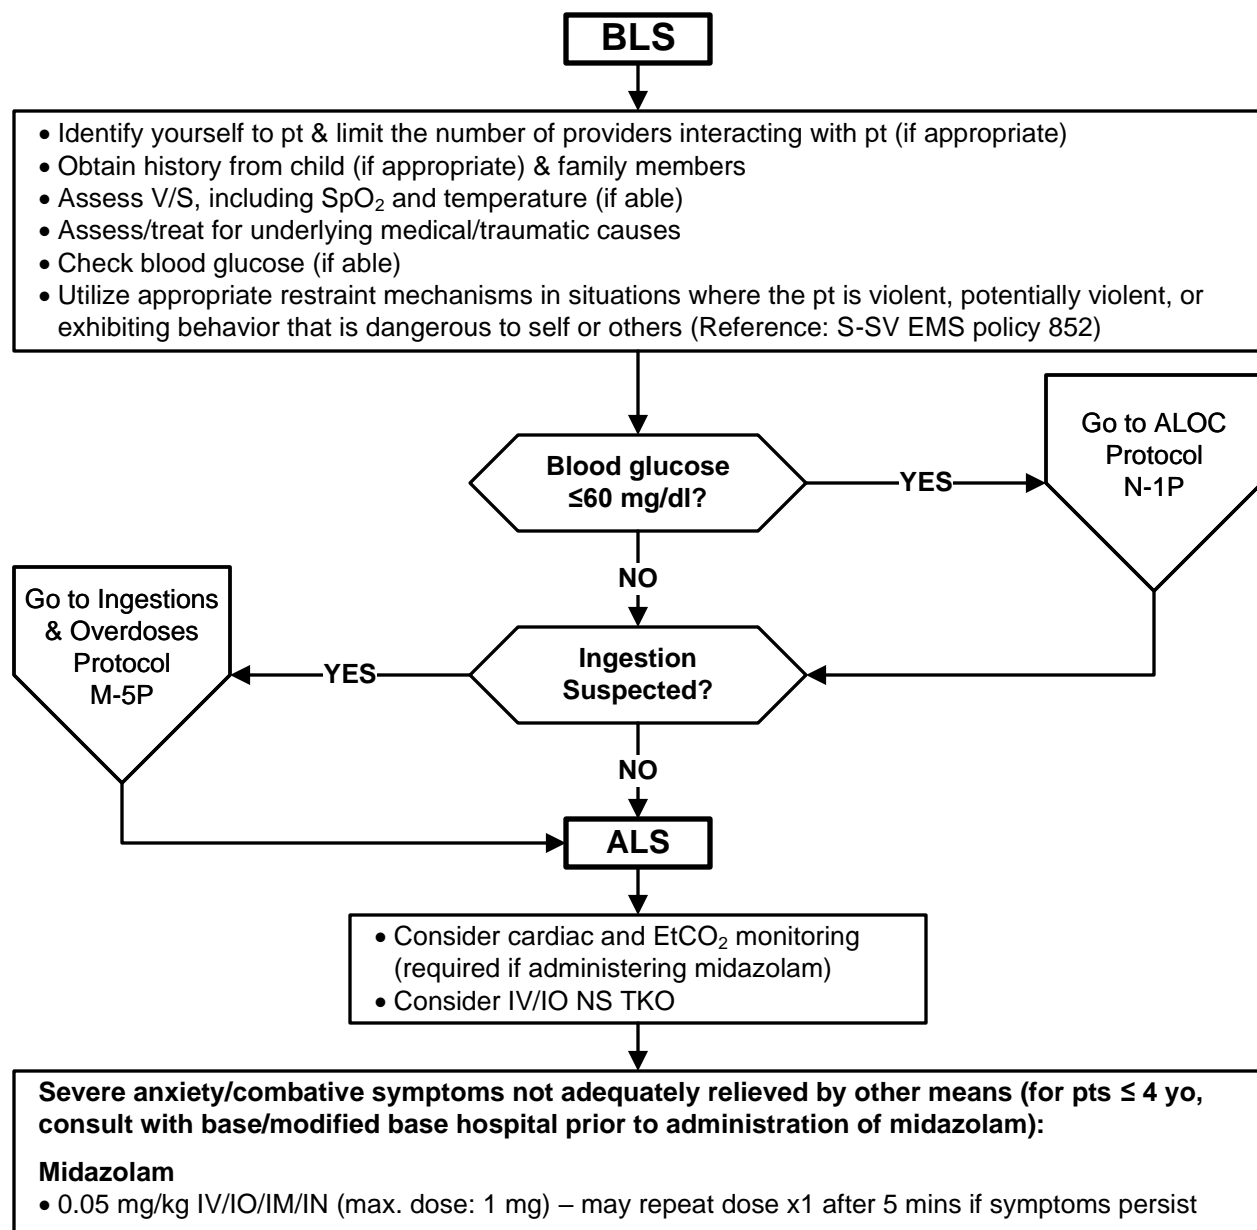 BLS
• Identify yourself to pt & limit the number of providers interacting with pt (if appropriate)
• Obtain history from child (if appropriate) & family members
• Assess V/S, including SpO₂ and temperature (if able)
• Assess/treat for underlying medical/traumatic causes
• Check blood glucose (if able)
• Utilize appropriate restraint mechanisms in situations where the pt is violent, potentially violent, or
exhibiting behavior that is dangerous to self or others (Reference: S-SV EMS policy 852)
Blood glucose
≤60 mg/dl?
YES
Go to ALOC
Protocol
N-1P
NO
Go to Ingestions
& Overdoses
Protocol
M-5P
YES
Ingestion
Suspected?
NO
ALS
• Consider cardiac and EtCO₂ monitoring
(required if administering midazolam)
• Consider IV/IO NS TKO
Severe anxiety/combative symptoms not adequately relieved by other means (for pts ≤ 4 yo,
consult with base/modified base hospital prior to administration of midazolam):
Midazolam
• 0.05 mg/kg IV/IO/IM/IN (max. dose: 1 mg) – may repeat dose x1 after 5 mins if symptoms persist